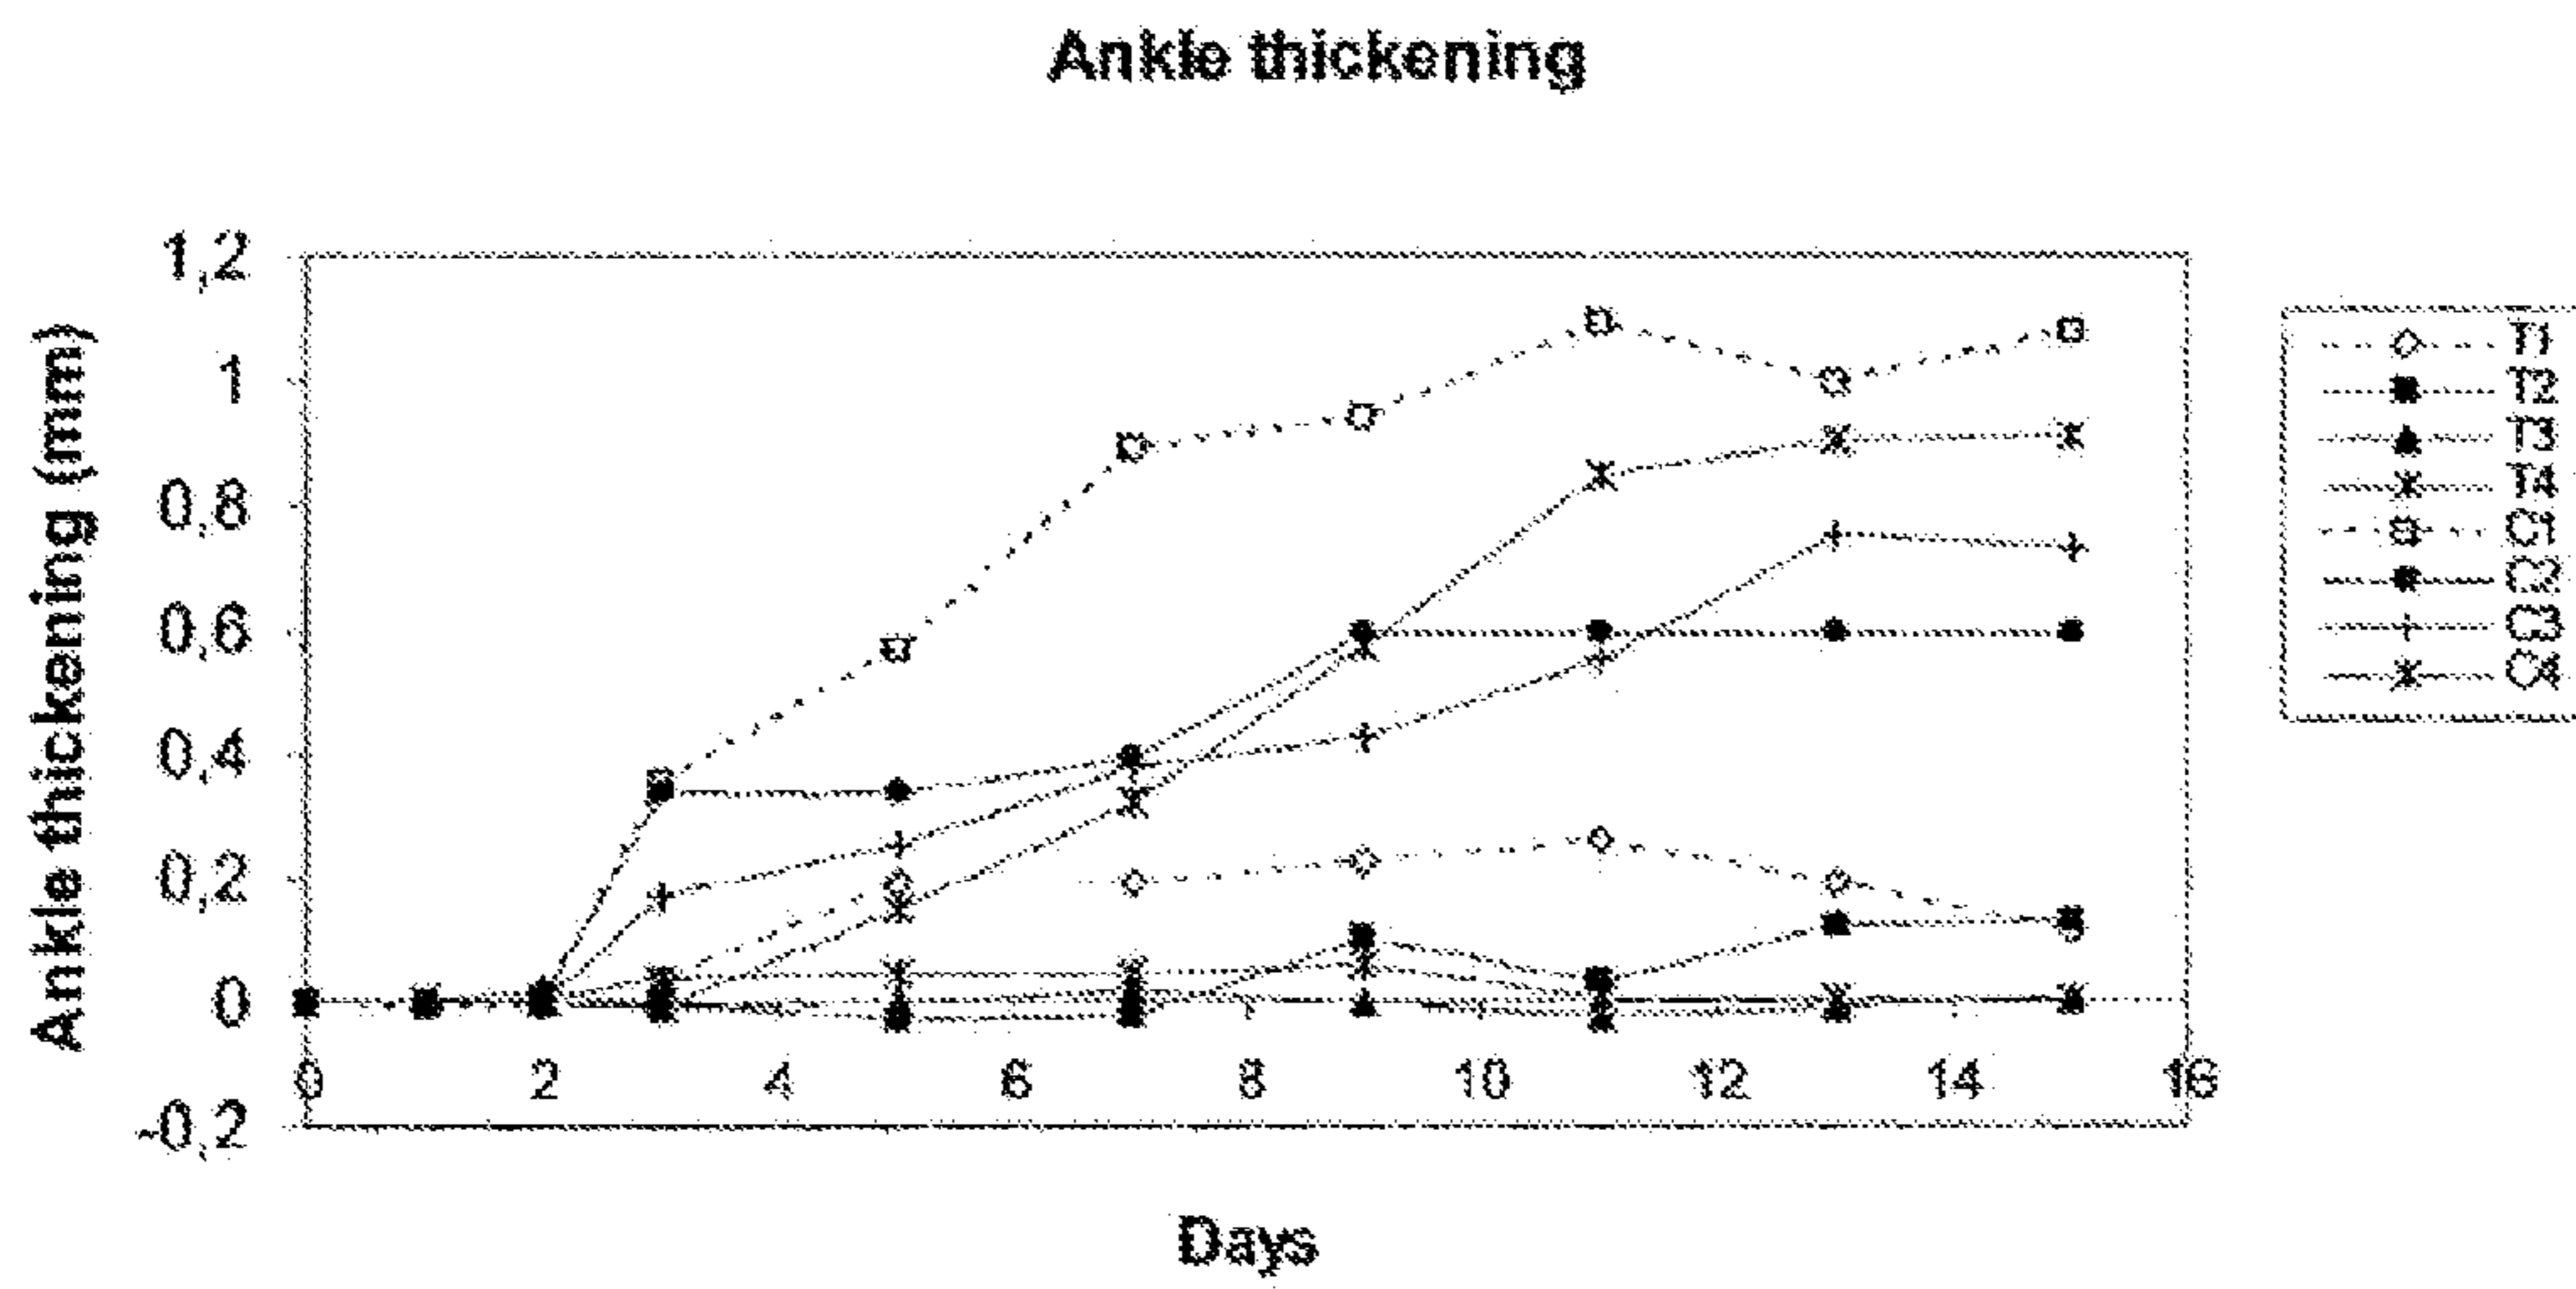 Ankle thickening
Ankle thickening (mm)
1,2
1
0,8
0,6
0,4
0,2
0
-0,2
0 2 4 6 8 10 12 14 16
Days
T1
T2
T3
T4
C1
C2
C3
C4